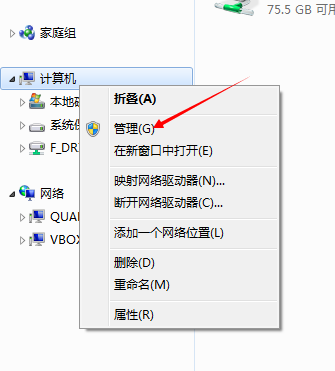 75.5 GB 可用
家庭组
计算机
本地磁
系统保
F_DR
网络
QUA
VBOX
折叠(A)
管理(G)
在新窗口中打开(E)
映射网络驱动器(N)...
断开网络驱动器(C)...
添加一个网络位置(L)
删除(D)
重命名(M)
属性(R)